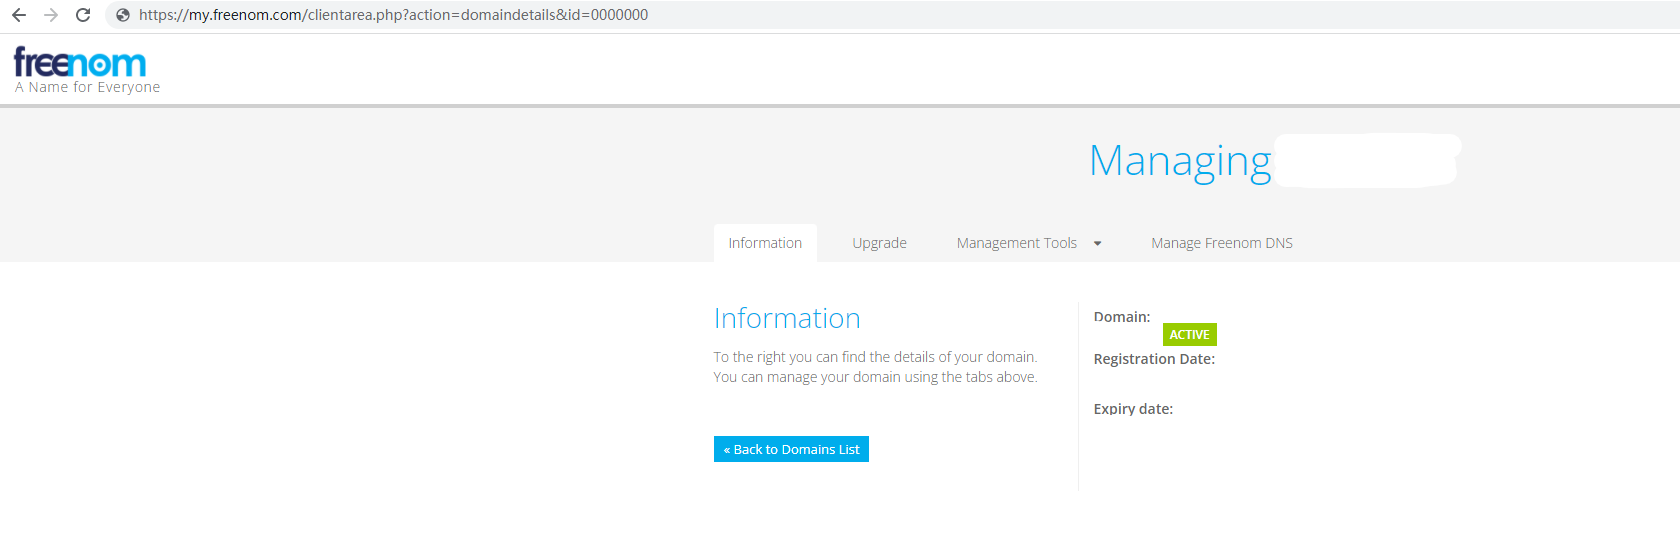 https://my.freenom.com/clientarea.php?action=domaindetails&id=0000000
freenom
A Name for Everyone
Managing
Information Upgrade Management Tools Manage Freenom DNS
Information
To the right you can find the details of your domain.
You can manage your domain using the tabs above.
« Back to Domains List
Domain:
ACTIVE
Registration Date:
Expiry date: